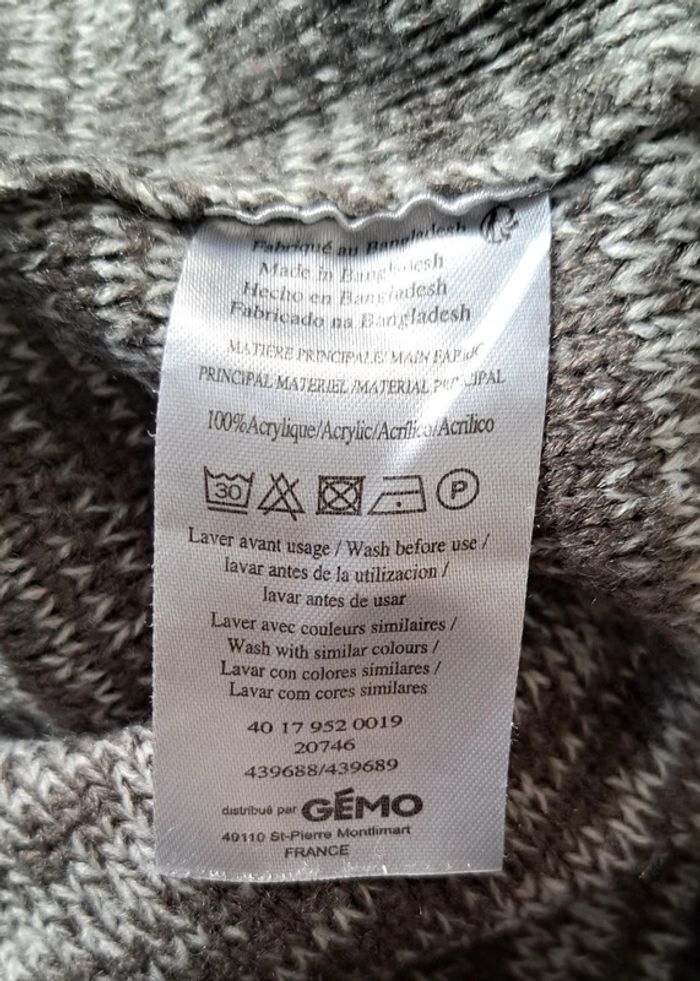 Fabriqué au Bangladesh
Made in Bangladesh
Hecho en Bangladesh
Fabricado na Bangladesh
MATIERE PRINCIPALE/ MAIN FABRIC
PRINCIPAL MATERIEL /MATERIAL PRINCIPAL
100%Acrylique/Acrylic/Acrílico/Acrílico
30
P
Laver avant usage / Wash before use /
lavar antes de la utilizacion /
lavar antes de usar
Laver avec couleurs similaires /
Wash with similar colours /
Lavar con colores similares /
Lavar com cores similares
40 17 952 0019
20746
439688/439689
distribué par GÉMO
49110 St-Pierre Montlimart
FRANCE